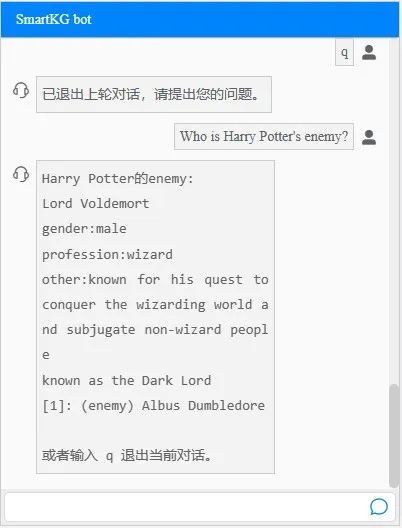 SmartKG bot
q
已退出上轮对话，请提出您的问题。
Who is Harry Potter's enemy?
Harry Potter的enemy:
Lord Voldemort
gender:male
profession:wizard
other:known for his quest to
conquer the wizarding world a
nd subjugate non-wizard peopl
e
known as the Dark Lord
[1]: (enemy) Albus Dumbledore
或者输入 q 退出当前对话。